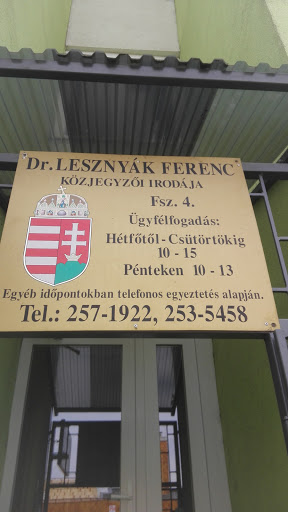 Dr. LESZNYÁK FERENC
KÖZJEGYZŐI IRODÁJA
Fsz. 4.
Ügyfélfogadás:
Hétfőtől - Csütörtökig
10 - 15
Pénteken 10 - 13
Egyéb időpontokban telefonos egyeztetés alapján.
Tel.: 257-1922, 253-5458